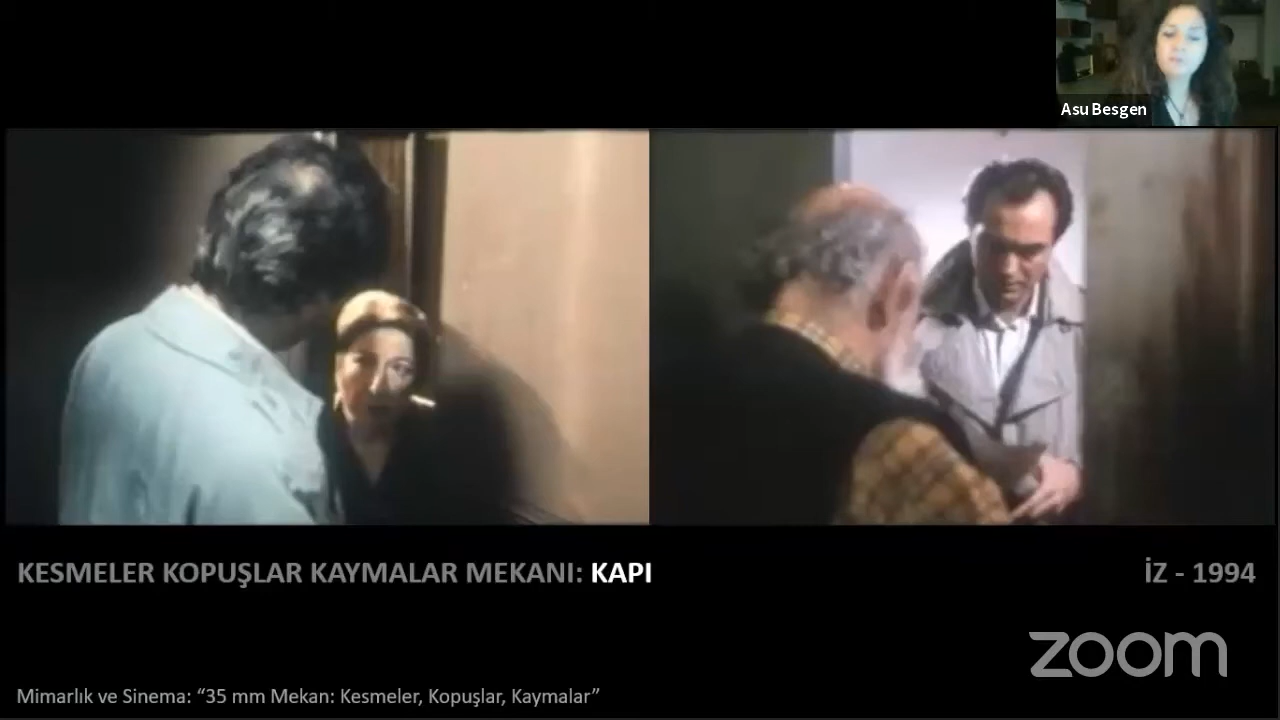 Asu Besgen
KESMELER KOPUŞLAR KAYMALAR MEKANI: KAPI
İZ - 1994
zoom
Mimarlık ve Sinema: “35 mm Mekan: Kesmeler, Kopuşlar, Kaymalar”